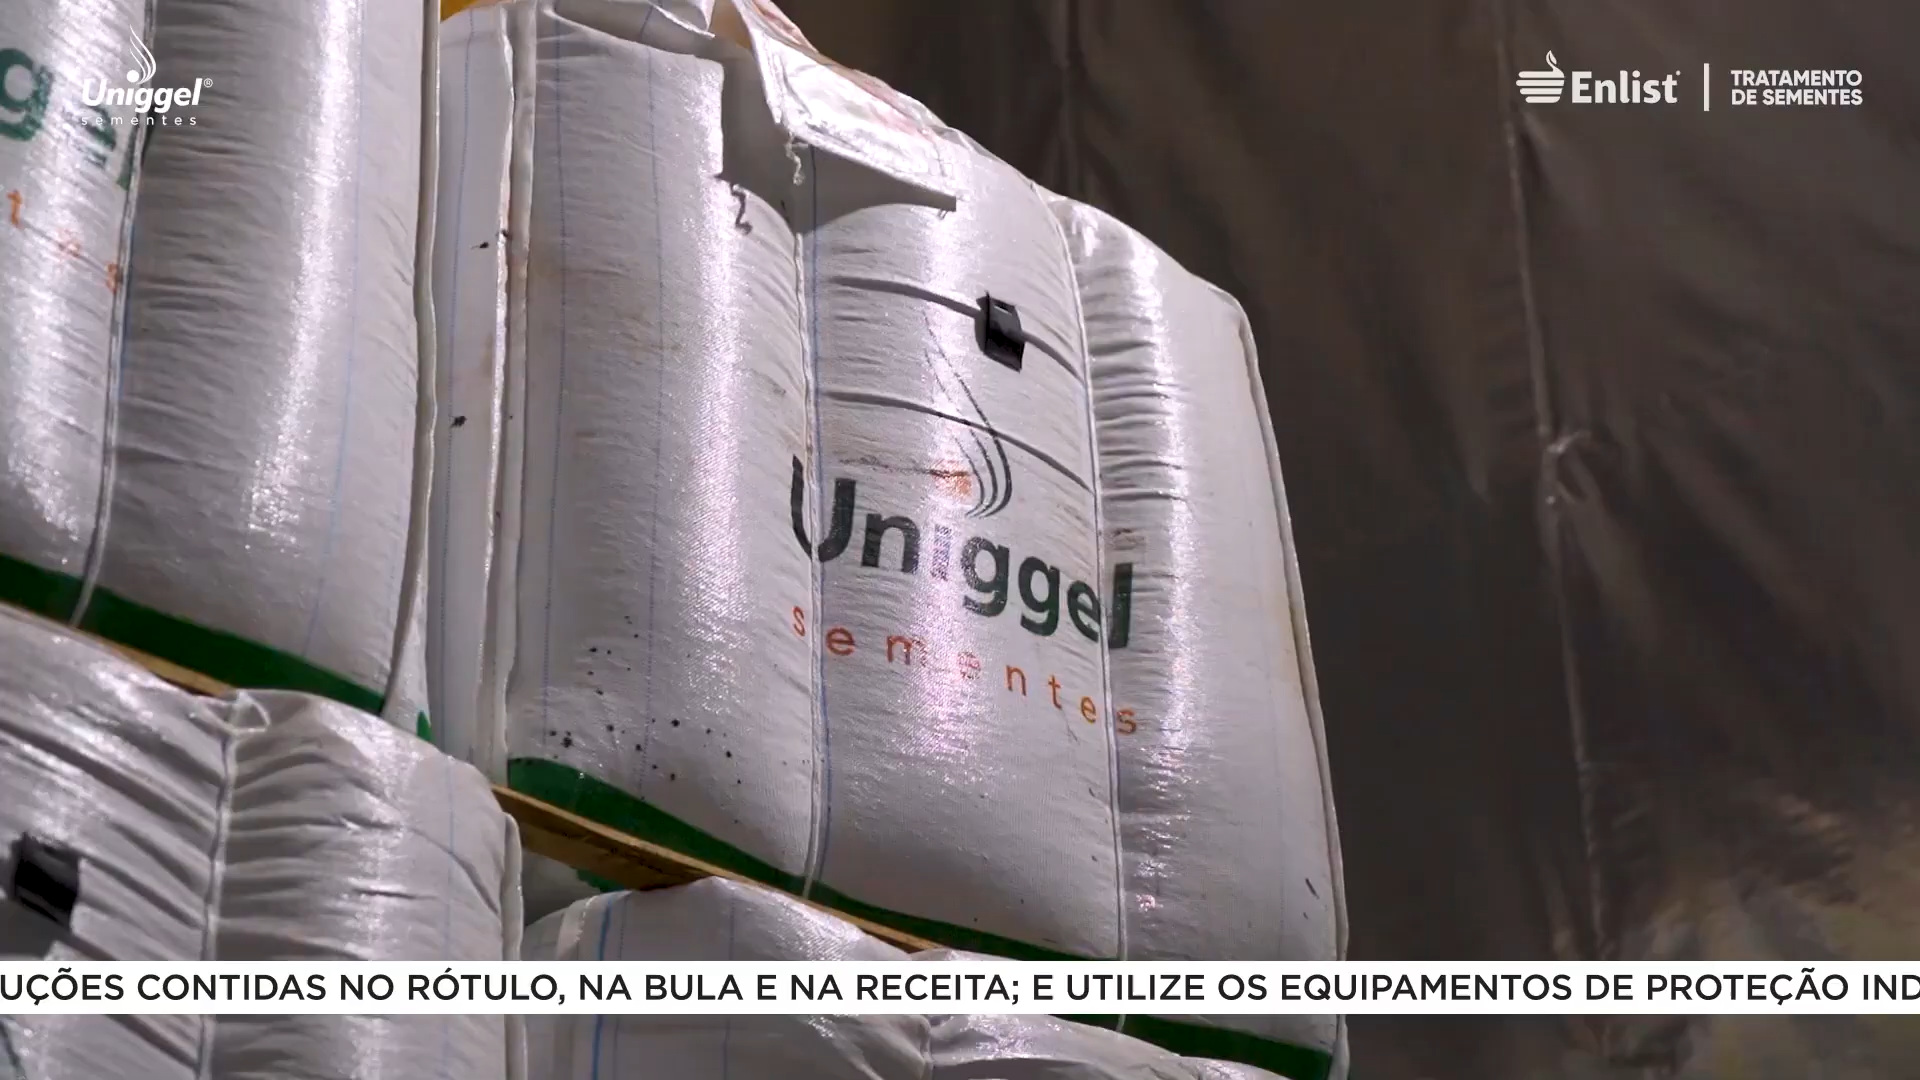 Uniggel®
sementes
Enlist
TRATAMENTO
DE SEMENTES
Uniggel
sementes
UÇÕES CONTIDAS NO RÓTULO, NA BULA E NA RECEITA; E UTILIZE OS EQUIPAMENTOS DE PROTEÇÃO IND